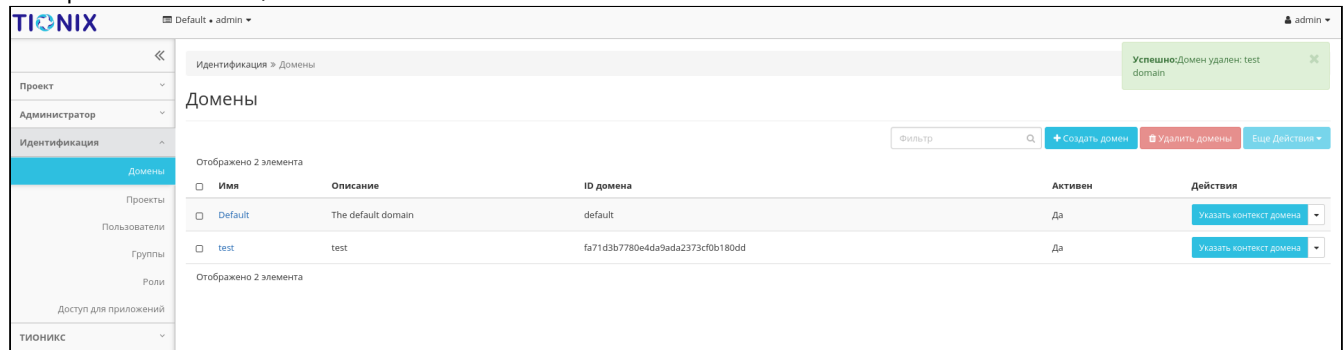 TIONIX
Default • admin
admin
Идентификация » Домены
Успешно:Домен удален: test
domain
Проект
Администратор
Идентификация
Домены
Проекты
Пользователи
Группы
Роли
Доступ для приложений
ТИОНИКС
Домены
Фильтр
Создать домен
Удалить домены
Еще Действия
Отображено 2 элемента
Имя Описание ID домена Активен Действия
Default The default domain default Да Указать контекст домена
test test fa71d3b7780e4da9ada2373cf0b180dd Да Указать контекст домена
Отображено 2 элемента